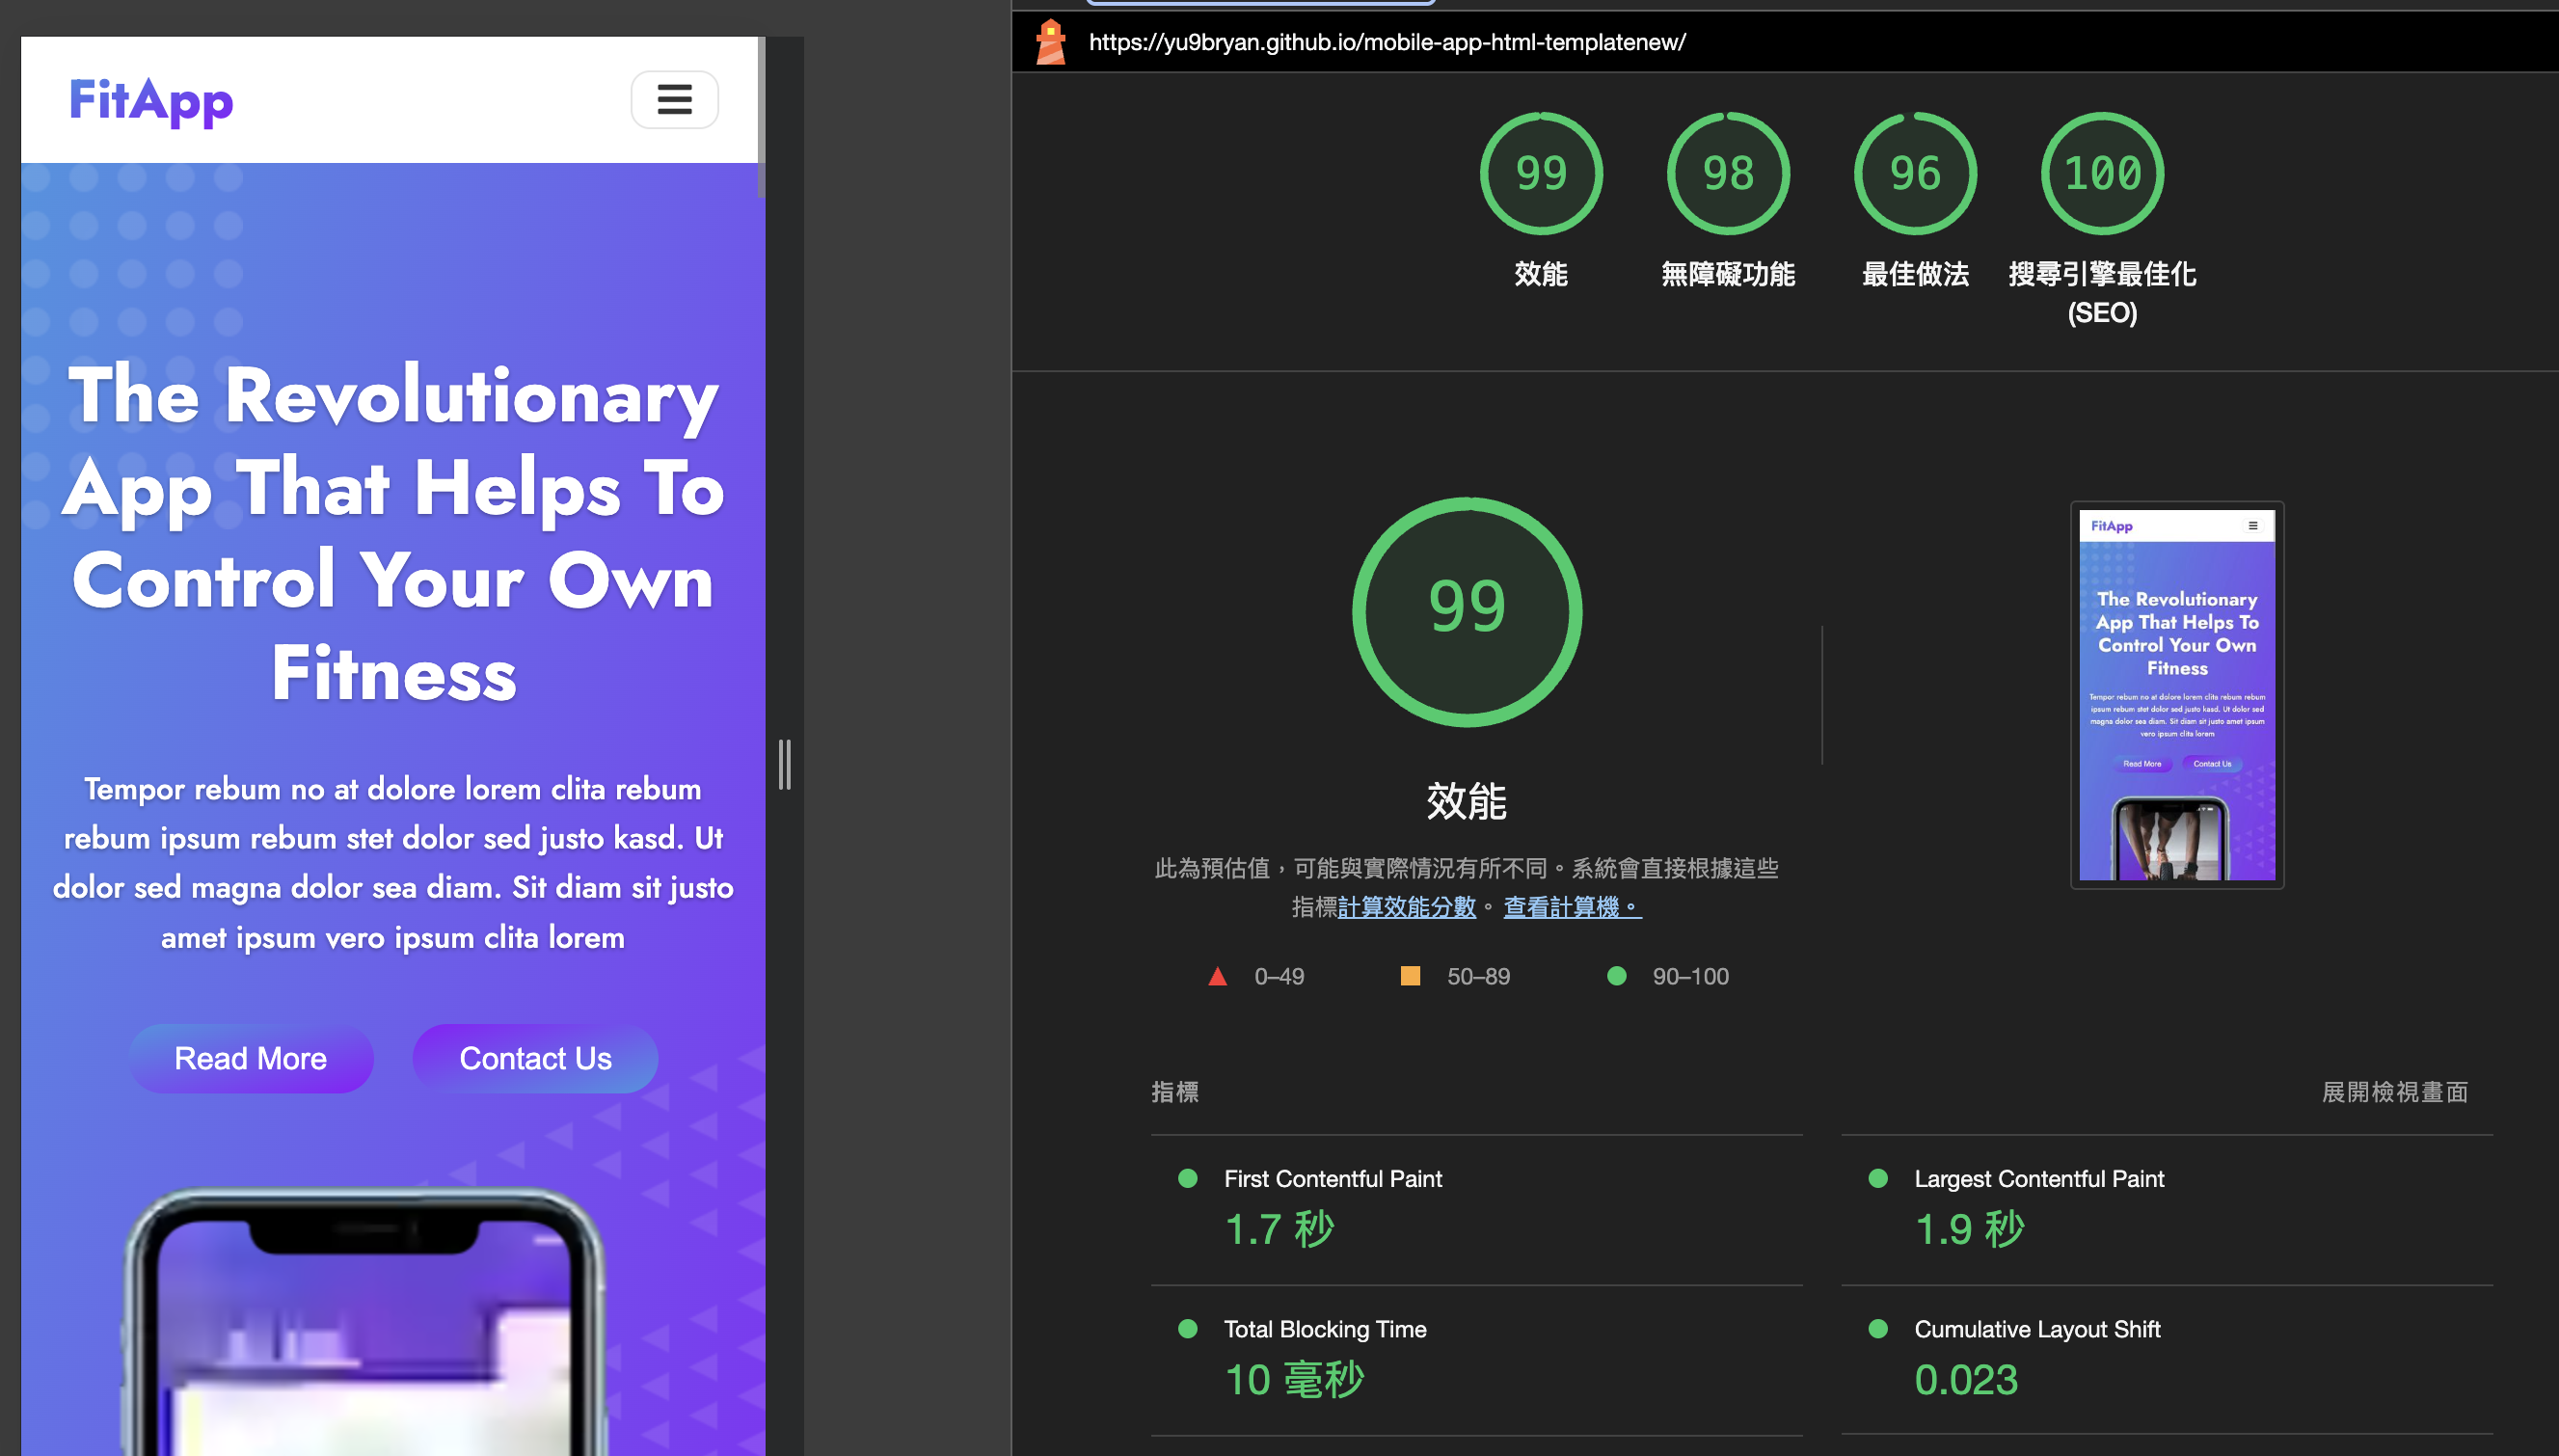 FitApp
The Revolutionary
App That Helps To
Control Your Own
Fitness
Tempor rebum no at dolore lorem clita rebum
rebum ipsum rebum stet dolor sed justo kasd. Ut
dolor sed magna dolor sea diam. Sit diam sit justo
amet ipsum vero ipsum clita lorem
Read More
Contact Us
https://yu9bryan.github.io/mobile-app-html-templatenew/
99
98
96
100
效能
無障礙功能
最佳做法
搜尋引擎最佳化
(SEO)
99
效能
此為預估值，可能與實際情況有所不同。系統會直接根據這些
指標計算效能分數。 查看計算機。
0–49
50–89
90–100
FitApp
The Revolutionary
App That Helps To
Control Your Own
Fitness
Tempor rebum no at dolore lorem clita rebum rebum
ipsum rebum stet dolor sed justo kasd. Ut dolor sed
magna dolor sea diam. Sit diam sit justo amet ipsum
vero ipsum clita lorem
Read More
Contact Us
指標
展開檢視畫面
First Contentful Paint
1.7 秒
Largest Contentful Paint
1.9 秒
Total Blocking Time
10 毫秒
Cumulative Layout Shift
0.023